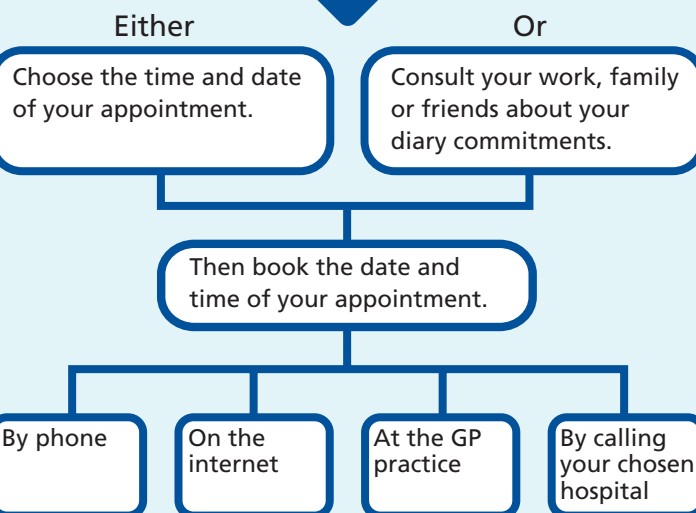 Either
Or
Choose the time and date
of your appointment.
Consult your work, family
or friends about your
diary commitments.
Then book the date and
time of your appointment.
By phone
On the
internet
At the GP
practice
By calling
your chosen
hospital